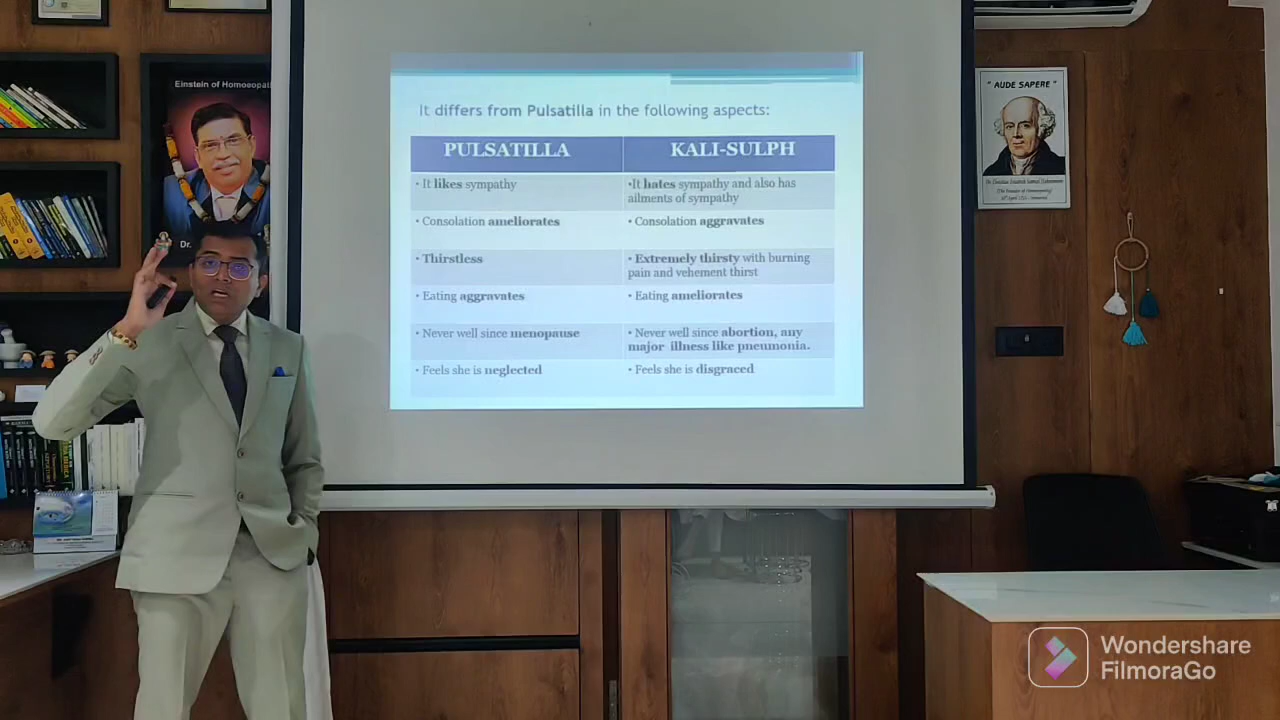 Einstein of Homoeopat
Dr.
It differs from Pulsatilla in the following aspects:
PULSATILLA
KALI-SULPH
• It likes sympathy
•It hates sympathy and also has
ailments of sympathy
• Consolation ameliorates
• Consolation aggravates
• Thirstless
• Extremely thirsty with burning
pain and vehement thirst
• Eating aggravates
• Eating ameliorates
• Never well since menopause
• Never well since abortion, any
major illness like pneumonia.
• Feels she is neglected
• Feels she is disgraced
" AUDE SAPERE "
Wondershare
FilmoraGo